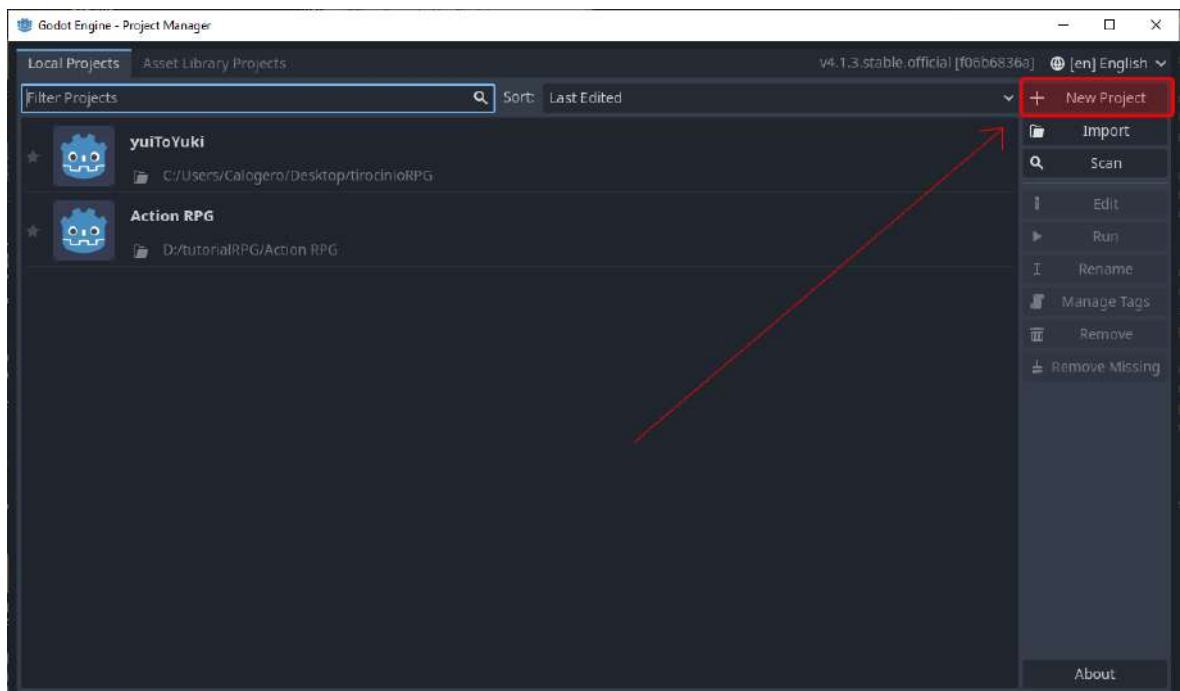 Godot Engine - Project Manager
Local Projects Asset Library Projects v4.1.3.stable.official [f06b6836a] [en] English
Filter Projects Sort: Last Edited + New Project
Import
Scan
yuiToYuki
C:/Users/Calogero/Desktop/tirocinioRPG
Action RPG
D:/tutorialRPG/Action RPG
Edit
Run
Rename
Manage Tags
Remove
Remove Missing
About